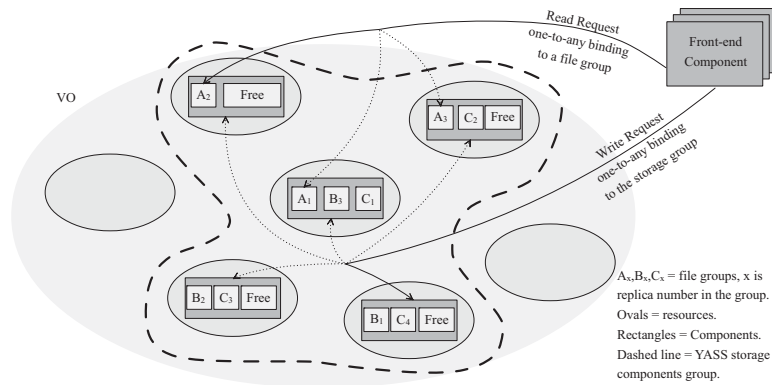 Read Request
one-to-any binding
to a file group
Front-end
Component
VO
A₂ Free
A₃ C₂ Free
Write Request
one-to-any binding
to the storage group
A₁ B₃ C₁
B₂ C₃ Free
B₁ C₄ Free
Aₓ,Bₓ,Cₓ = file groups, x is
replica number in the group.
Ovals = resources.
Rectangles = Components.
Dashed line = YASS storage
components group.